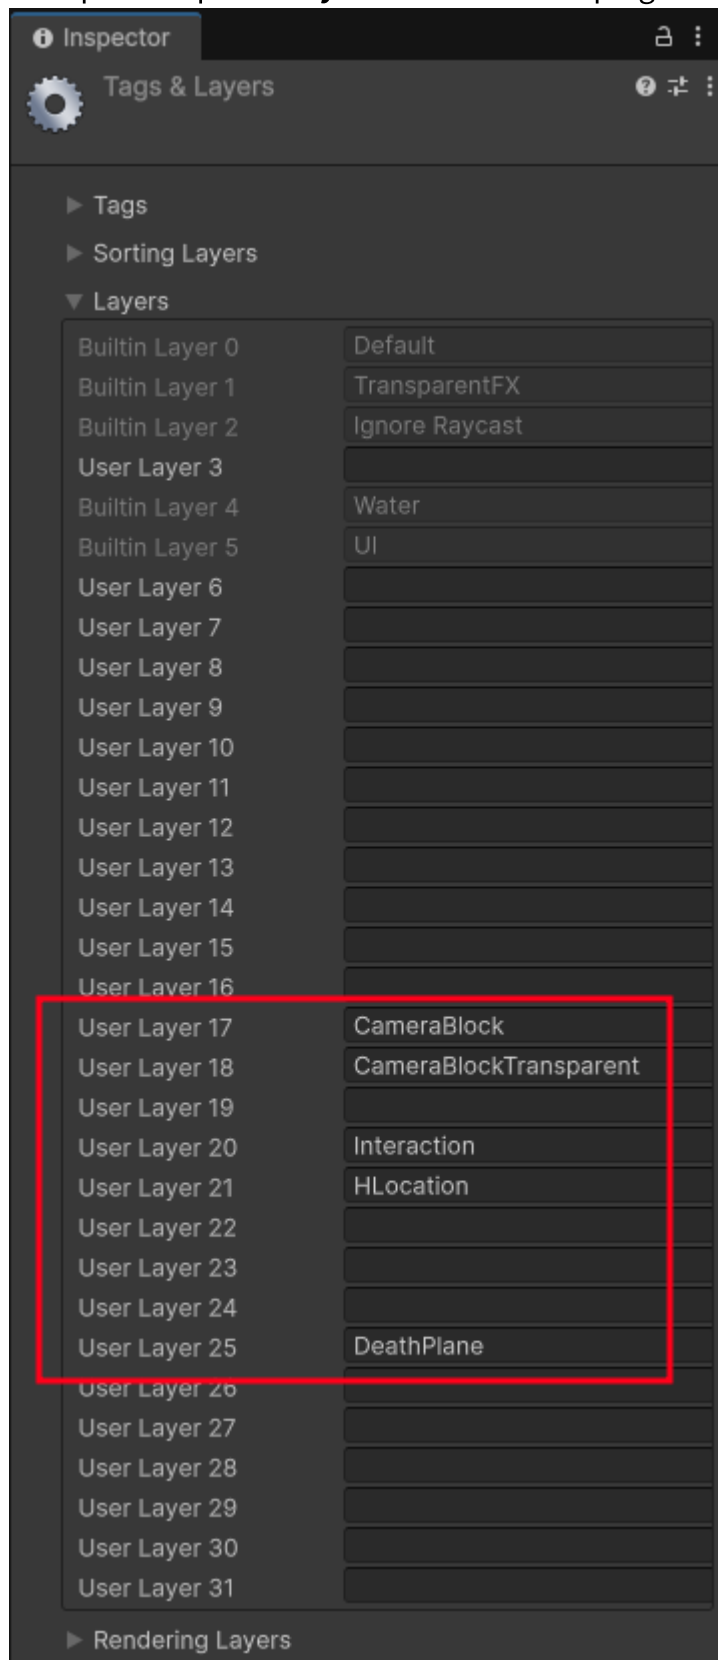 Inspector
Tags & Layers
Tags
Sorting Layers
Layers
Builtin Layer 0 Default
Builtin Layer 1 TransparentFX
Builtin Layer 2 Ignore Raycast
User Layer 3
Builtin Layer 4 Water
Builtin Layer 5 UI
User Layer 6
User Layer 7
User Layer 8
User Layer 9
User Layer 10
User Layer 11
User Layer 12
User Layer 13
User Layer 14
User Layer 15
User Layer 16
User Layer 17 CameraBlock
User Layer 18 CameraBlockTransparent
User Layer 19
User Layer 20 Interaction
User Layer 21 HLocation
User Layer 22
User Layer 23
User Layer 24
User Layer 25 DeathPlane
User Layer 26
User Layer 27
User Layer 28
User Layer 29
User Layer 30
User Layer 31
Rendering Layers